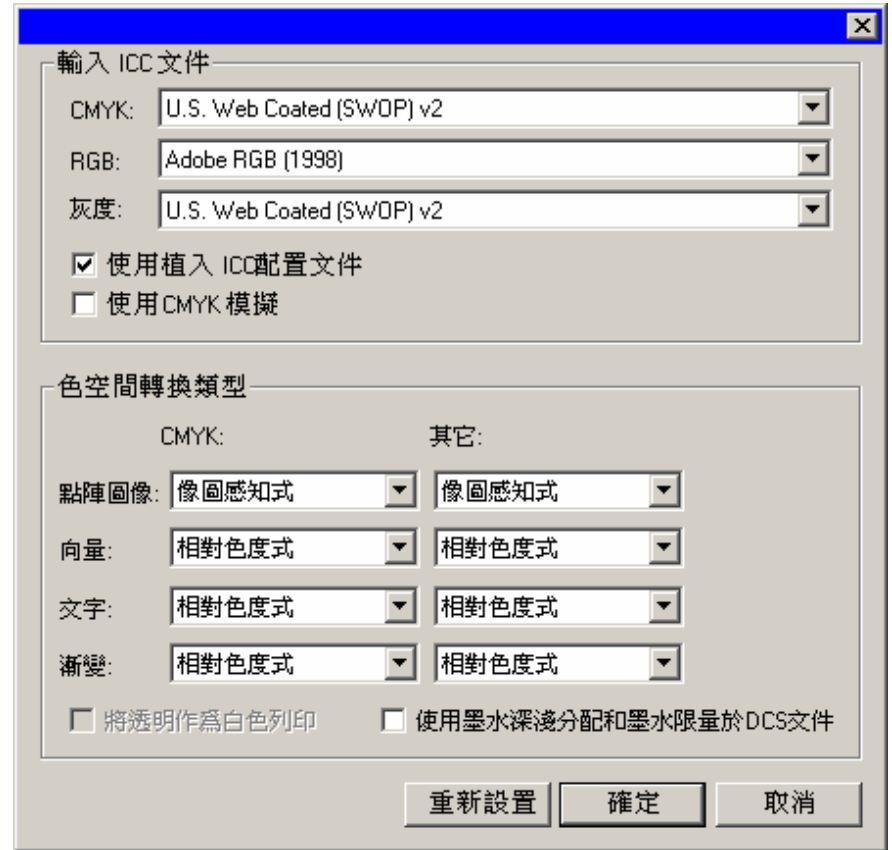 輸入 ICC 文件
CMYK: U.S. Web Coated (SWOP) v2
RGB: Adobe RGB (1998)
灰度: U.S. Web Coated (SWOP) v2
使用植入 ICC配置文件
使用CMYK 模擬
色空間轉換類型
CMYK: 其它:
點陣圖像: 像圖感知式 像圖感知式
向量: 相對色度式 相對色度式
文字: 相對色度式 相對色度式
漸變: 相對色度式 相對色度式
將透明作爲白色列印 使用墨水深淺分配和墨水限量於DCS文件
重新設置 確定 取消